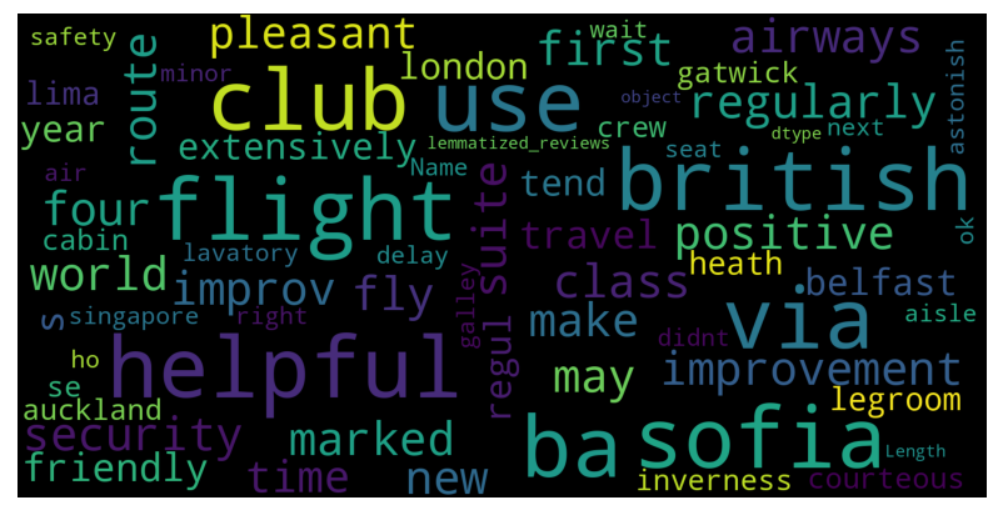 safety
pleasant
wait
first
airways
route
minor
london
club
use
gatwick
astonish
lima
object
regularly
year
crew
dtype
next
extensively
lemmatized_reviews
seat
british
air
Name
flight
suite
tend
four
travel
positive
ok
cabin
lavatory
delay
heath
world
improv
fly
class
belfast
s
singapore
right
galley
regul
make
via
aisle
didnt
ho
helpful
may
improvement
se
legroom
auckland
security
marked
ba
sofia
Length
friendly
time
new
inverness
courteous